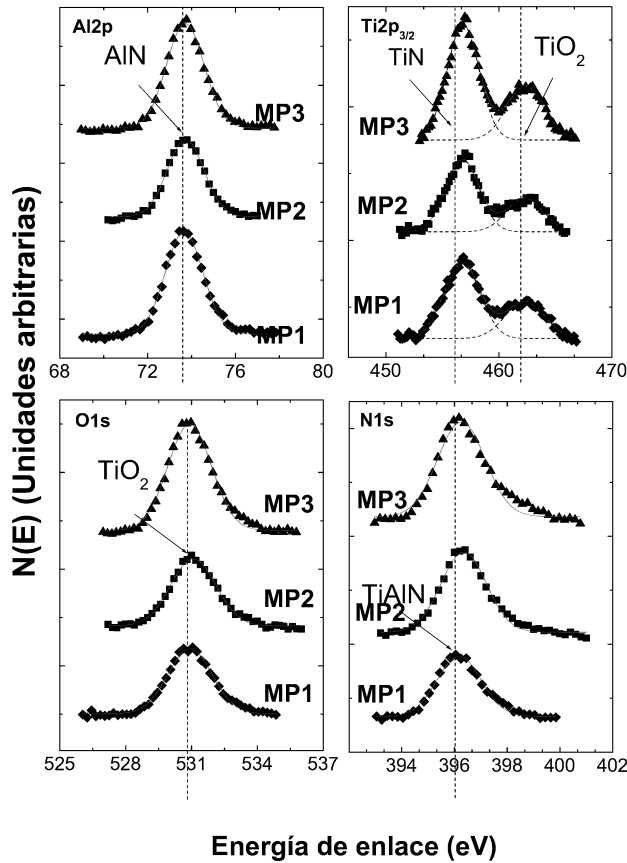 Al2p
AlN
MP3
MP2
MP1
68 72 76 80
Ti2p3/2
TiN
TiO2
MP3
MP2
MP1
450 460 470
N(E) (Unidades arbitrarias)
O1s
TiO2
MP3
MP2
MP1
525 528 531 534 537
N1s
MP3
TiAlN
MP2
MP1
394 396 398 400 402
Energía de enlace (eV)